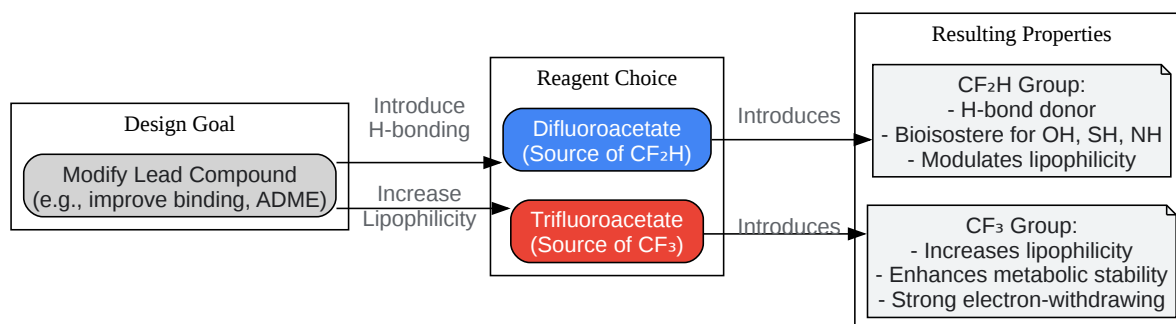 Design Goal
Modify Lead Compound
(e.g., improve binding, ADME)
Introduce
H-bonding
Increase
Lipophilicity
Reagent Choice
Difluoroacetate
(Source of CF₂H)
Trifluoroacetate
(Source of CF₃)
Introduces
Introduces
Resulting Properties
CF₂H Group:
- H-bond donor
- Bioisostere for OH, SH, NH
- Modulates lipophilicity
CF₃ Group:
- Increases lipophilicity
- Enhances metabolic stability
- Strong electron-withdrawing